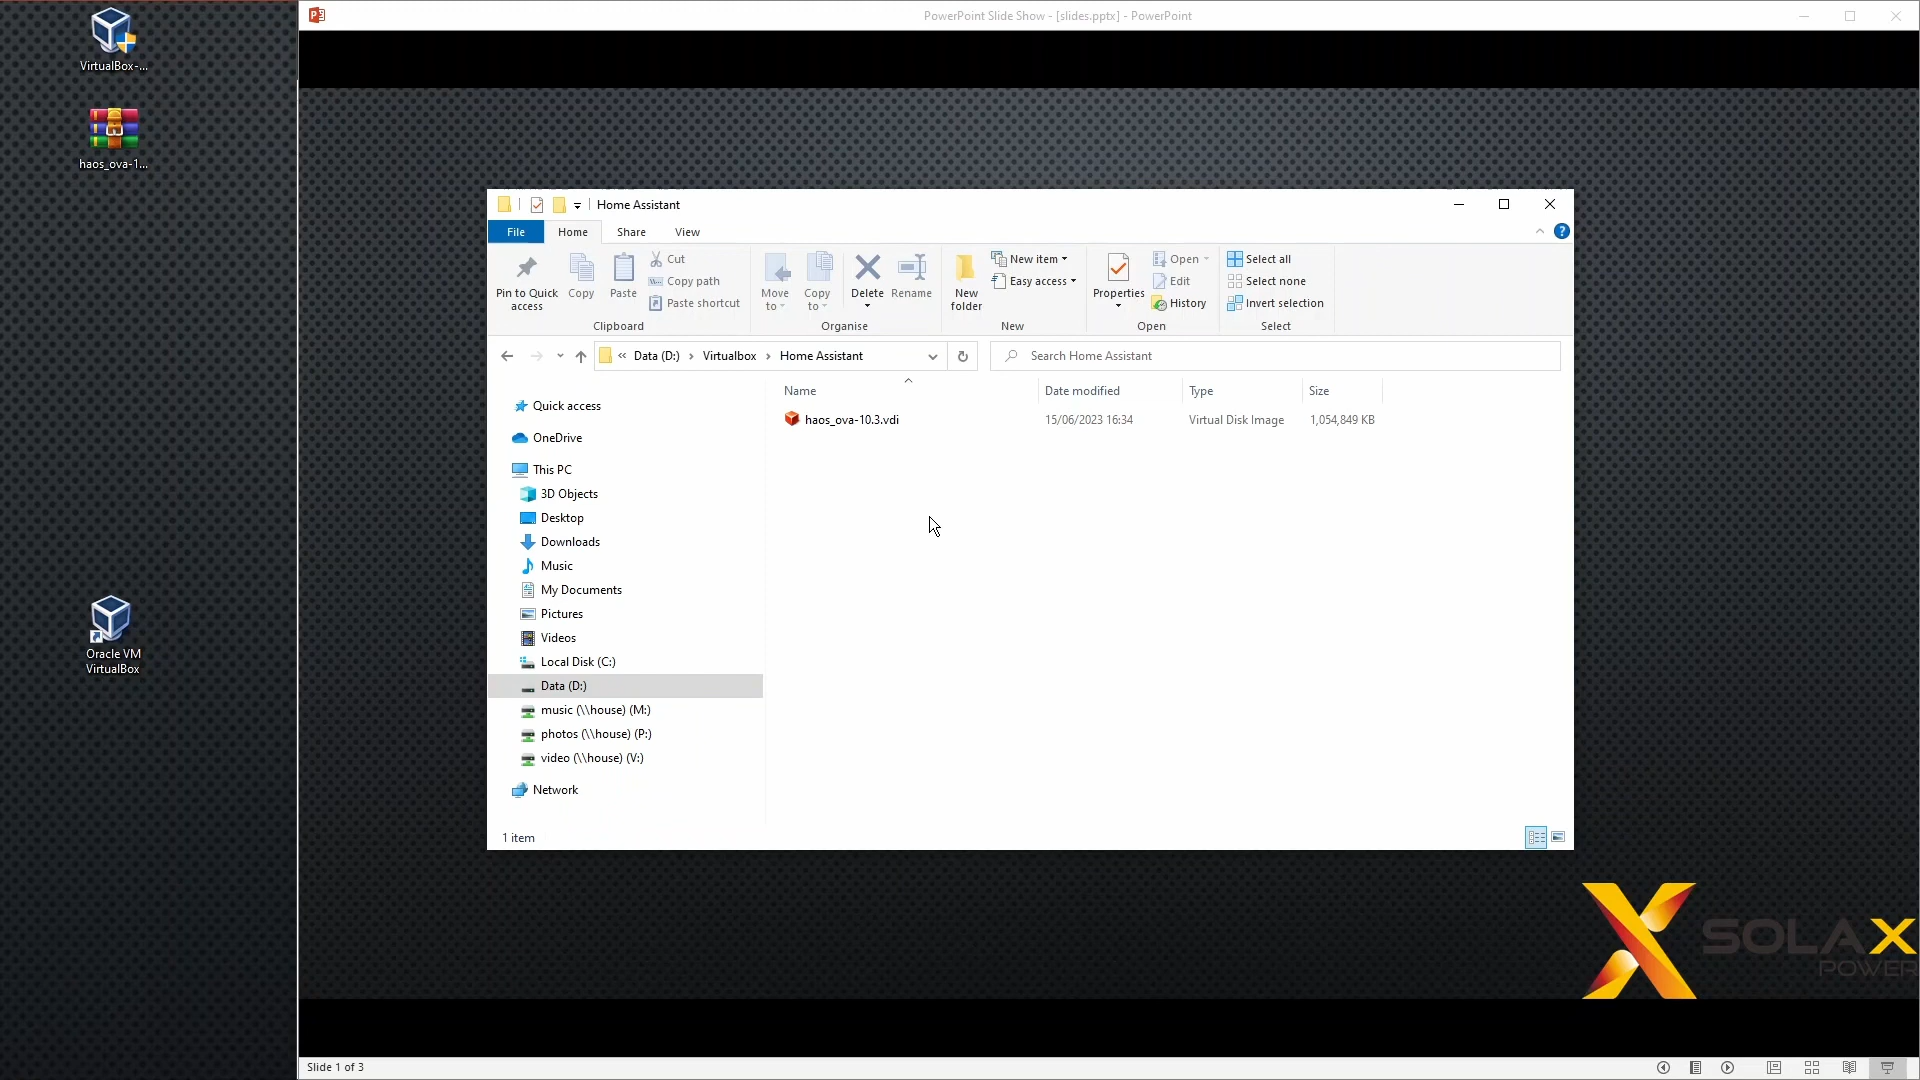 VirtualBox-...
haos_ova-1...
Oracle VM
VirtualBox
PowerPoint Slide Show - [slides.pptx] - PowerPoint
Home Assistant
File Home Share View
Pin to Quick
access
Copy
Paste
Cut
Copy path
Paste shortcut
Clipboard
Move
to
Copy
to
Delete
Rename
Organise
New
folder
New item
Easy access
New
Properties
Open
Edit
History
Open
Select all
Select none
Invert selection
Select
« Data (D:) › Virtualbox › Home Assistant
Search Home Assistant
Name Date modified Type Size
haos_ova-10.3.vdi 15/06/2023 16:34 Virtual Disk Image 1,054,849 KB
Quick access
OneDrive
This PC
3D Objects
Desktop
Downloads
Music
My Documents
Pictures
Videos
Local Disk (C:)
Data (D:)
music (\\house) (M:)
photos (\\house) (P:)
video (\\house) (V:)
Network
1 item
SOLAX
POWER
Slide 1 of 3